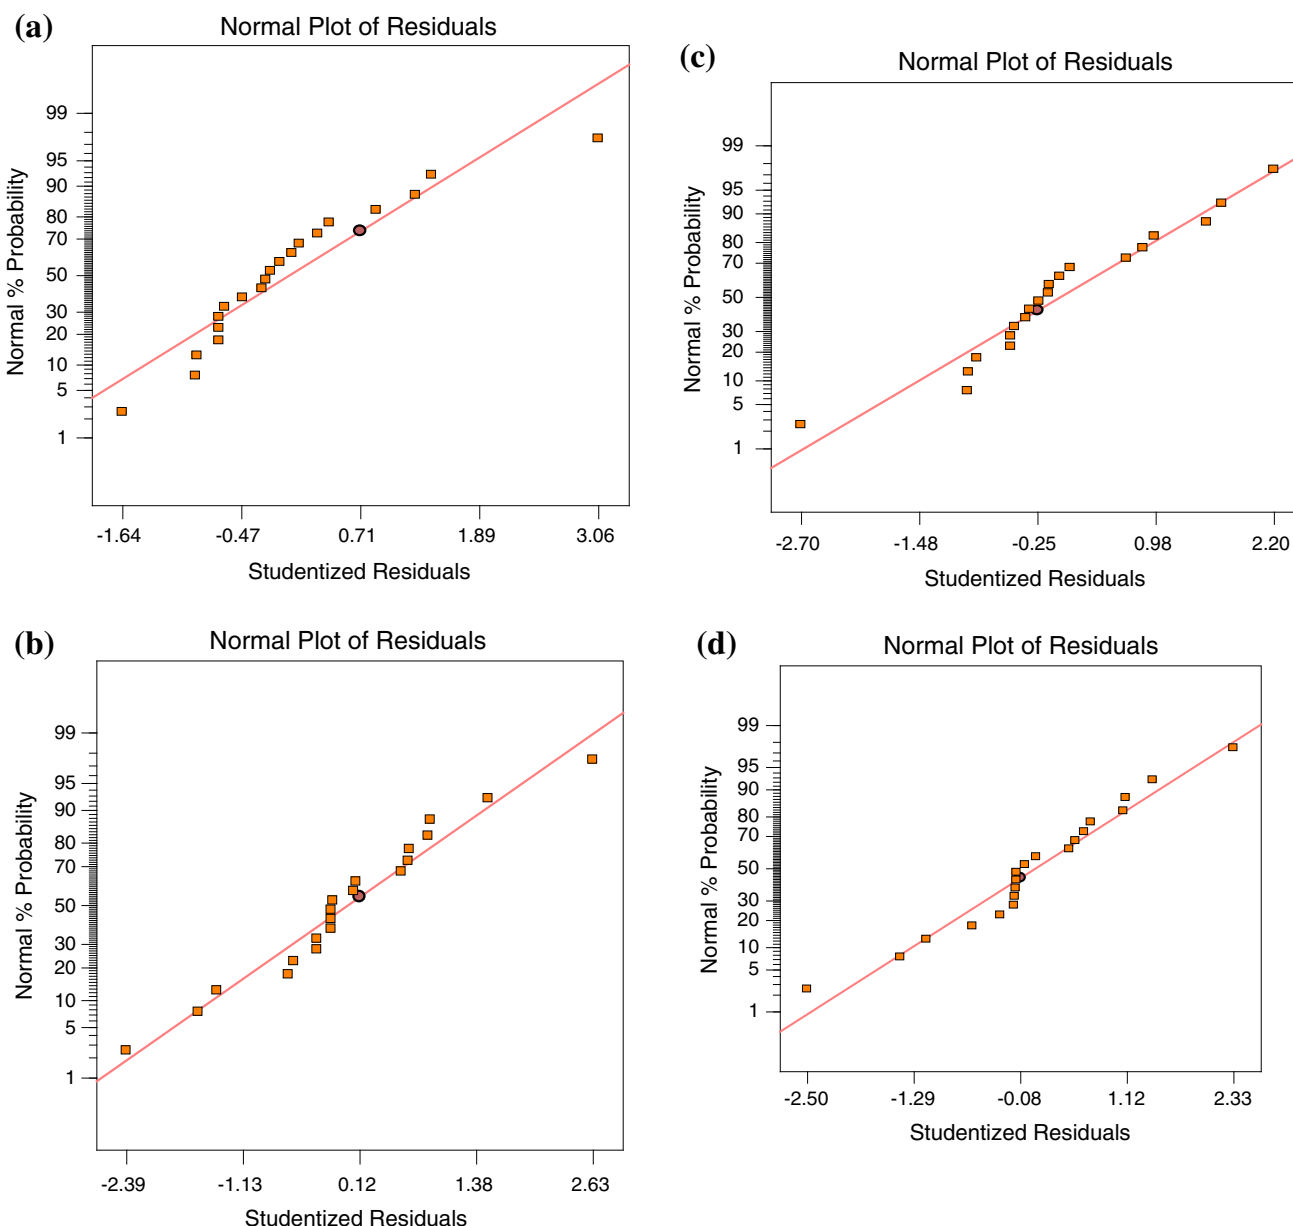 (a)
Normal Plot of Residuals
Normal % Probability
99
95
90
80
70
50
30
20
10
5
1
-1.64 -0.47 0.71 1.89 3.06
Studentized Residuals
(b)
Normal Plot of Residuals
Normal % Probability
99
95
90
80
70
50
30
20
10
5
1
-2.39 -1.13 0.12 1.38 2.63
Studentized Residuals
(c)
Normal Plot of Residuals
Normal % Probability
99
95
90
80
70
50
30
20
10
5
1
-2.70 -1.48 -0.25 0.98 2.20
Studentized Residuals
(d)
Normal Plot of Residuals
Normal % Probability
99
95
90
80
70
50
30
20
10
5
1
-2.50 -1.29 -0.08 1.12 2.33
Studentized Residuals